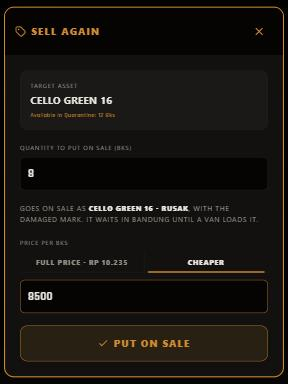 SELL AGAIN
TARGET ASSET
CELLO GREEN 16
Available in Quarantine: 12 Bks
QUANTITY TO PUT ON SALE (BKS)
8
GOES ON SALE AS CELLO GREEN 16 - RUSAK, WITH THE
DAMAGED MARK. IT WAITS IN BANDUNG UNTIL A VAN LOADS IT.
PRICE PER BKS
FULL PRICE - RP 10.235
CHEAPER
8500
PUT ON SALE